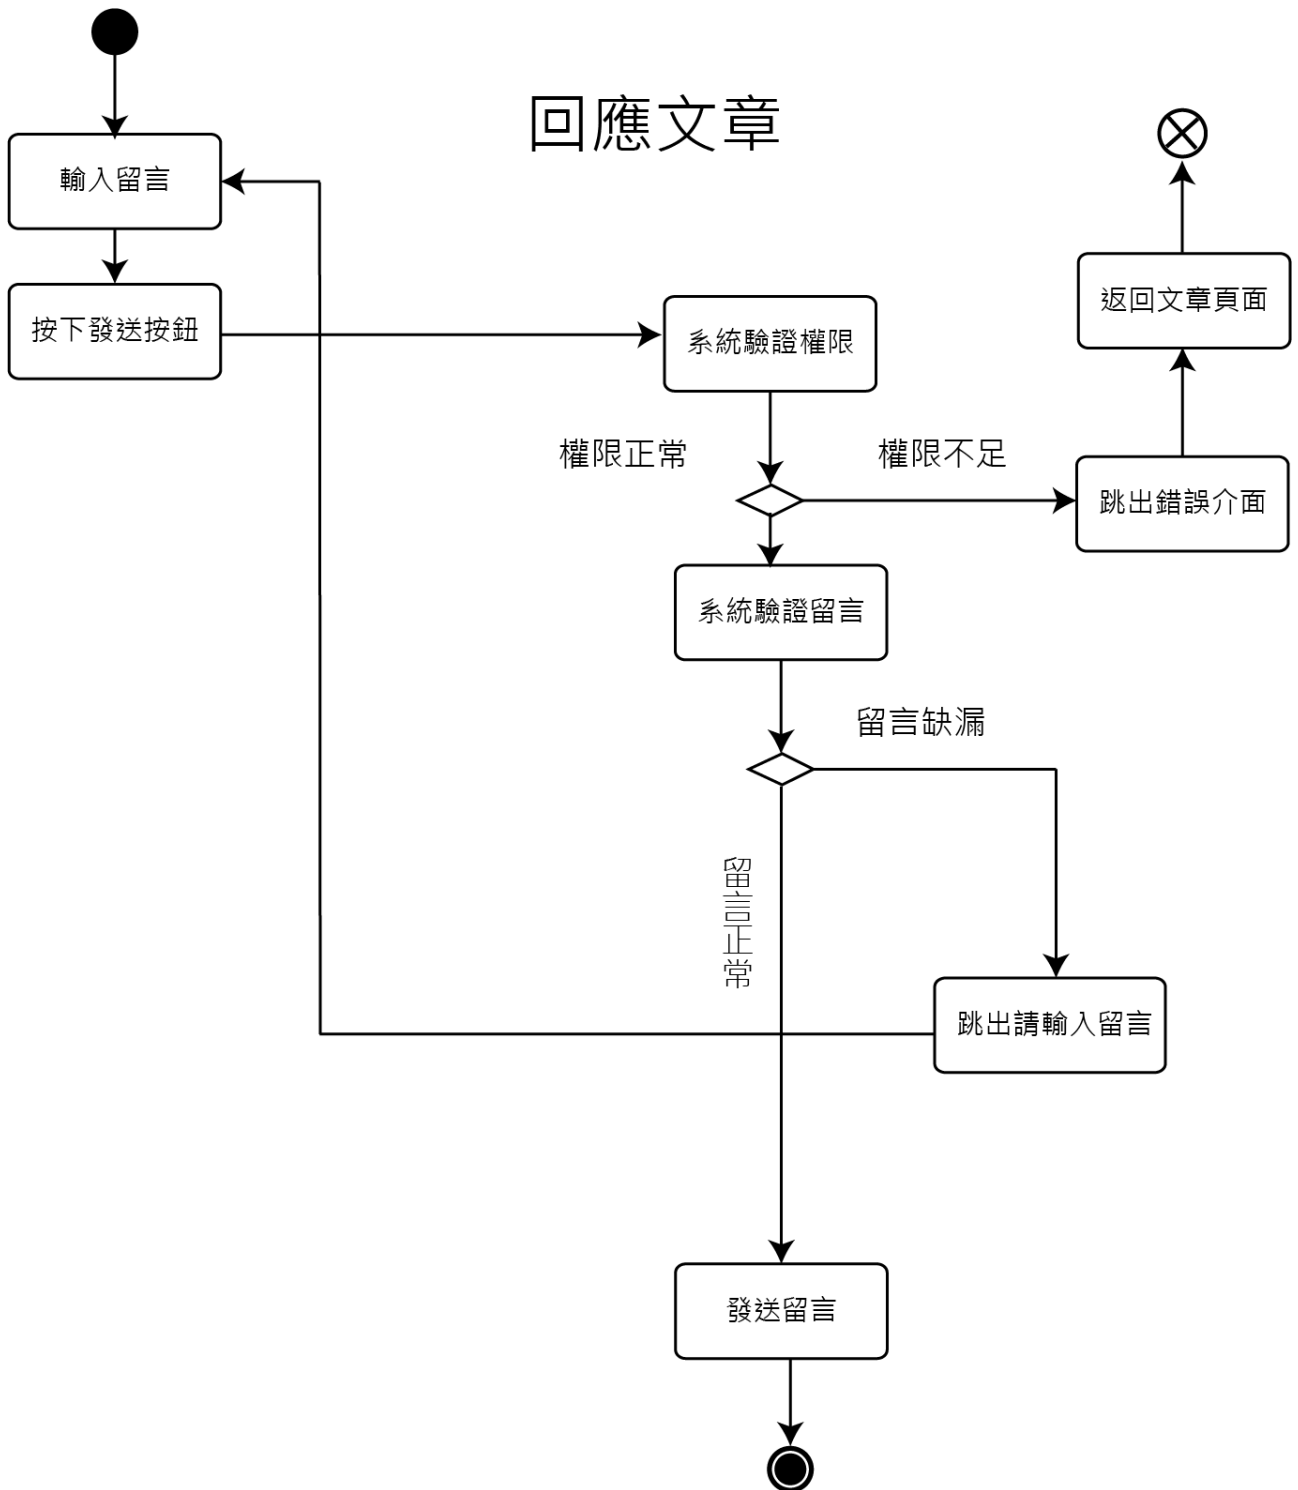 回應文章
輸入留言
按下發送按鈕
系統驗證權限
返回文章頁面
權限正常
權限不足
跳出錯誤介面
系統驗證留言
留言缺漏
留言正常
跳出請輸入留言
發送留言